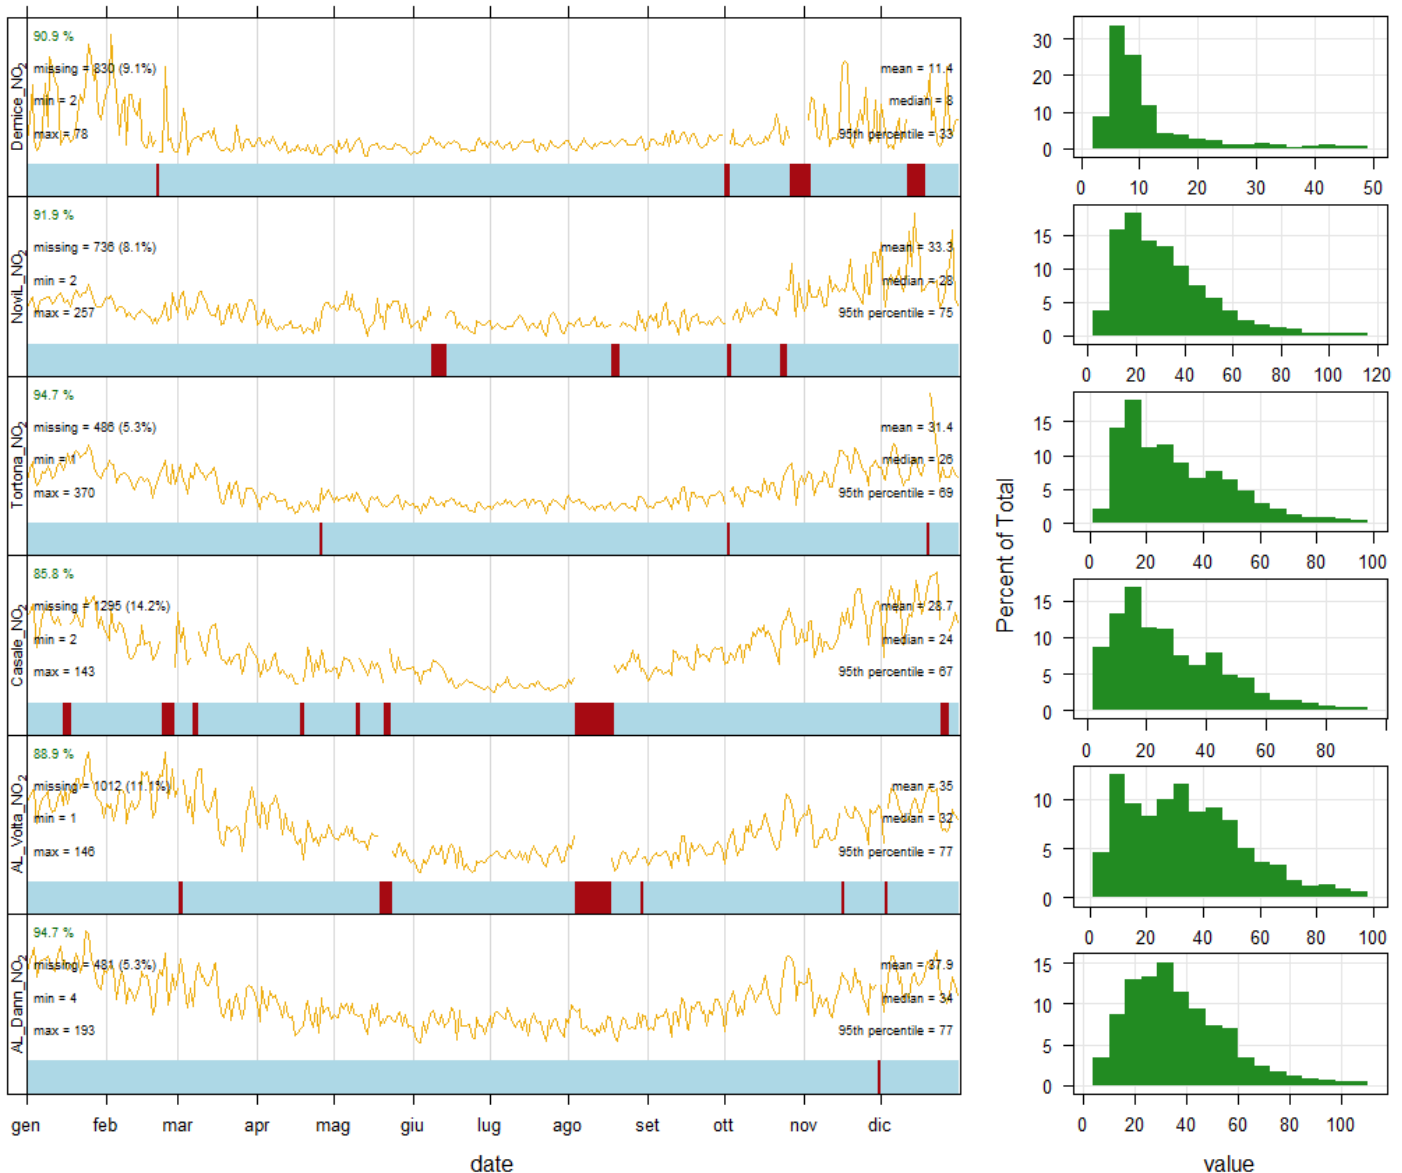 Dernice_NO2
90.9 %
missing = 830 (9.1%)
min = 2
max = 78
mean = 11.4
median = 8
95th percentile = 33
30
20
10
0
0 10 20 30 40 50
NoviL_NO2
91.9 %
missing = 736 (8.1%)
min = 2
max = 257
mean = 33.3
median = 28
95th percentile = 75
15
10
5
0
0 20 40 60 80 100 120
Tortona_NO2
94.7 %
missing = 486 (5.3%)
min = 1
max = 370
mean = 31.4
median = 26
95th percentile = 69
15
10
5
0
0 20 40 60 80 100
Casale_NO2
85.8 %
missing = 1295 (14.2%)
min = 2
max = 143
mean = 28.7
median = 24
95th percentile = 67
15
10
5
0
0 20 40 60 80
AL_Volta_NO2
88.9 %
missing = 1012 (11.1%)
min = 1
max = 146
mean = 35
median = 32
95th percentile = 77
10
5
0
0 20 40 60 80 100
AL_Dann_NO2
94.7 %
missing = 481 (5.3%)
min = 4
max = 193
mean = 37.9
median = 34
95th percentile = 77
15
10
5
0
0 20 40 60 80 100
gen feb mar apr mag giu lug ago set ott nov dic
date
Percent of Total
value